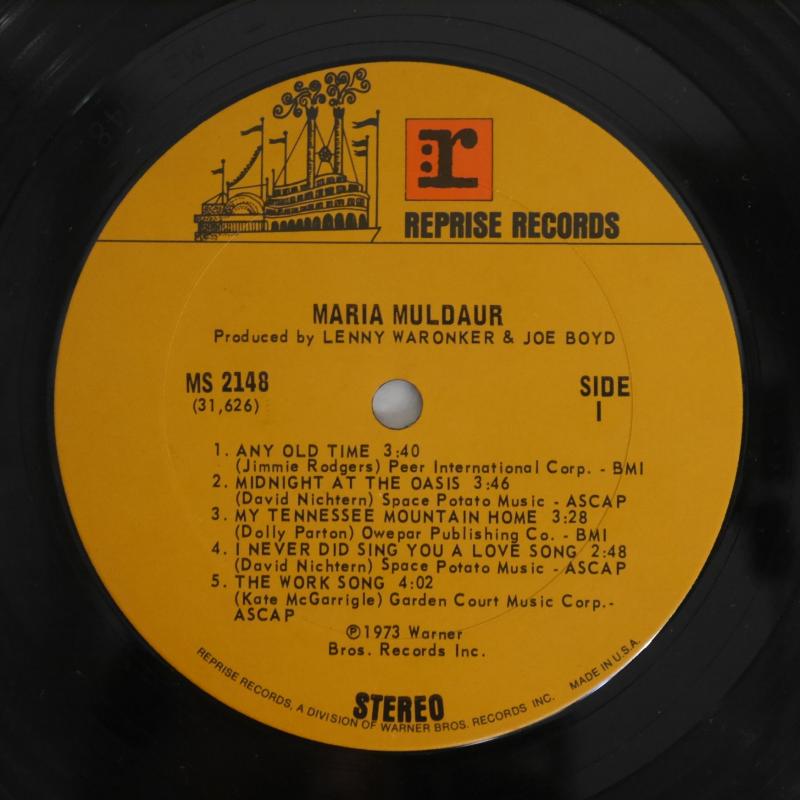 r
REPRISE RECORDS
MARIA MULDAUR
Produced by LENNY WARONKER & JOE BOYD
MS 2148
(31,626)
SIDE
1
1. ANY OLD TIME 3:40
(Jimmie Rodgers) Peer International Corp. - BMI
2. MIDNIGHT AT THE OASIS 3:46
(David Nichtern) Space Potato Music - ASCAP
3. MY TENNESSEE MOUNTAIN HOME 3:28
(Dolly Parton) Owepar Publishing Co. - BMI
4. I NEVER DID SING YOU A LOVE SONG 2:48
(David Nichtern) Space Potato Music - ASCAP
5. THE WORK SONG 4:02
(Kate McGarrigle) Garden Court Music Corp.-
ASCAP
℗1973 Warner
Bros. Records Inc.
STEREO
REPRISE RECORDS, A DIVISION OF WARNER BROS. RECORDS INC. MADE IN U.S.A.